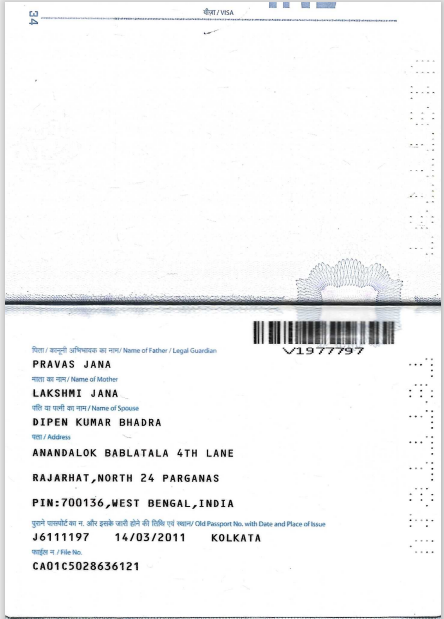 34
वीज़ा / VISA
V1977797
पिता / कानूनी अभिभावक का नाम / Name of Father / Legal Guardian
PRAVAS JANA
माता का नाम / Name of Mother
LAKSHMI JANA
पति या पत्नी का नाम / Name of Spouse
DIPEN KUMAR BHADRA
पता / Address
ANANDALOK BABLATALA 4TH LANE
RAJARHAT,NORTH 24 PARGANAS
PIN:700136,WEST BENGAL,INDIA
पुराने पासपोर्ट का न. और इसके जारी होने की तिथि एवं स्थान/ Old Passport No. with Date and Place of Issue
J6111197 14/03/2011 KOLKATA
फाईल न / File No.
CA01C5028636121